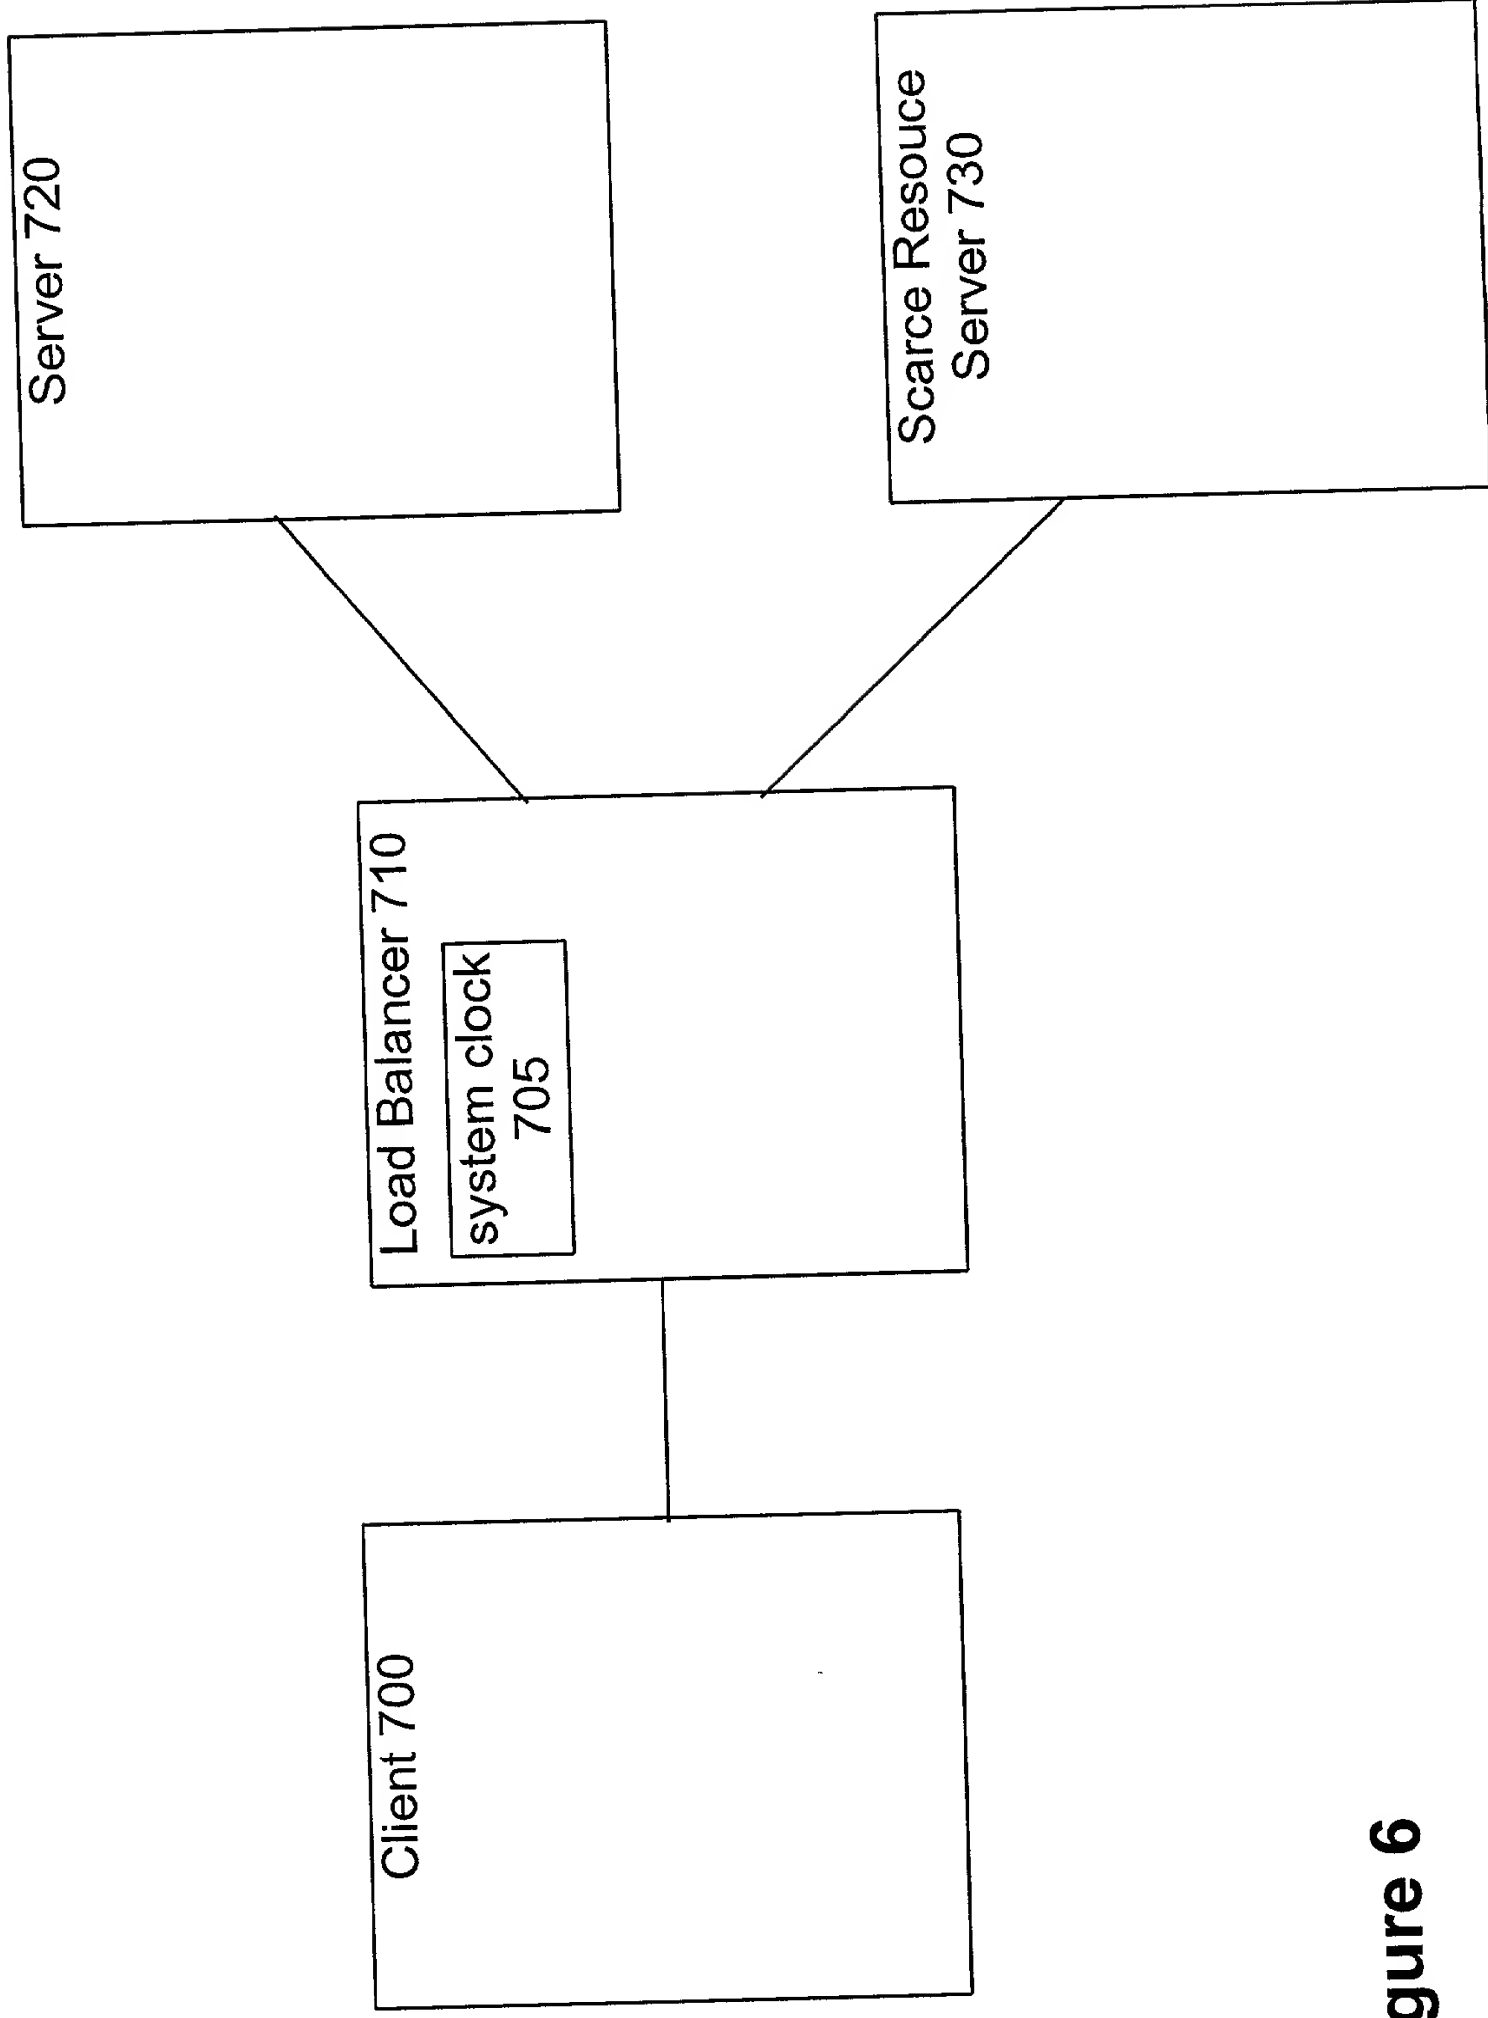 Server 720
Load Balancer 710
system clock
705
Client 700
Scarce Resouce
Server 730
gure 6